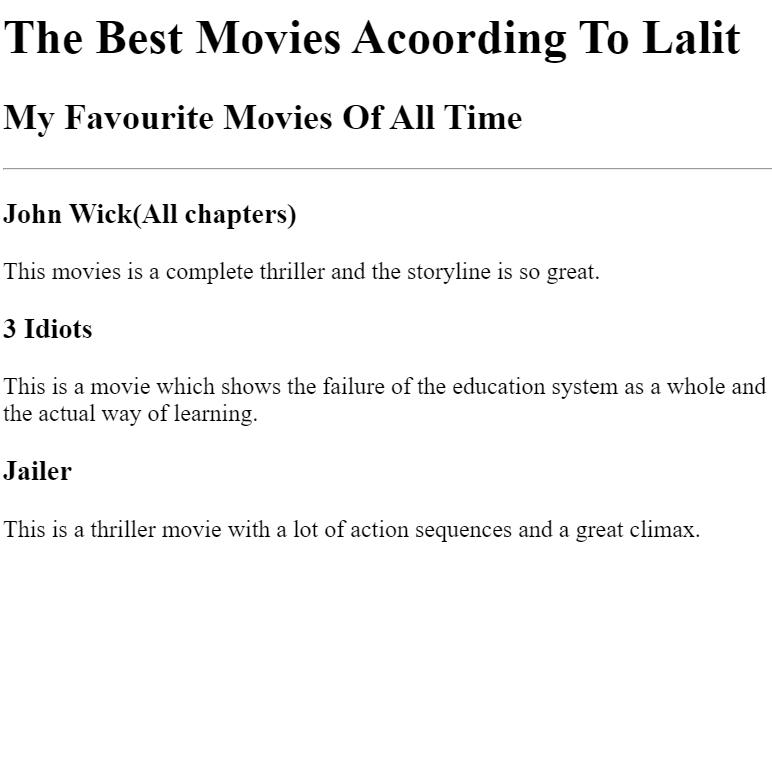 The Best Movies Acoording To Lalit
My Favourite Movies Of All Time
John Wick(All chapters)
This movies is a complete thriller and the storyline is so great.
3 Idiots
This is a movie which shows the failure of the education system as a whole and
the actual way of learning.
Jailer
This is a thriller movie with a lot of action sequences and a great climax.